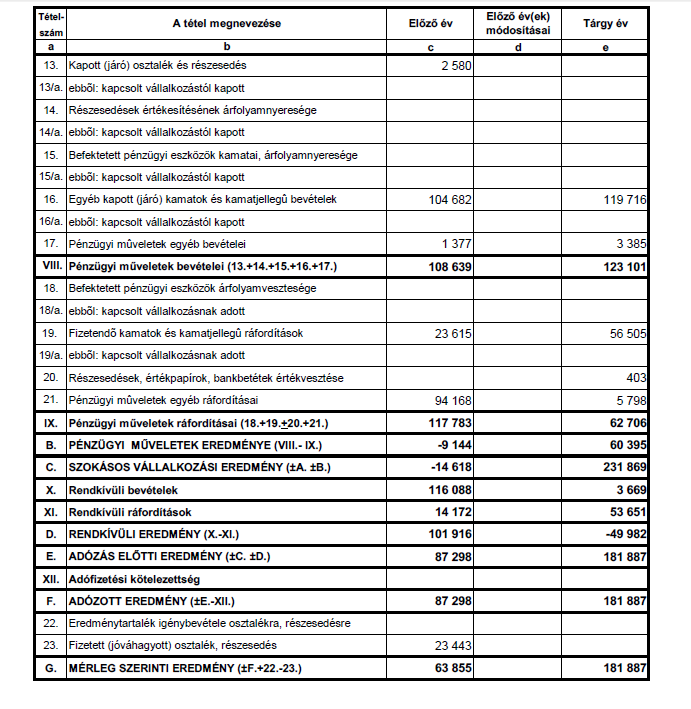 Tétel-szám | A tétel megnevezése | Előző év | Előző év(ek) módosításai | Tárgy év
a | b | c | d | e
13. Kapott (járó) osztalék és részesedés 2 580
13/a. ebből: kapcsolt vállalkozástól kapott
14. Részesedések értékesítésének árfolyamnyeresége
14/a. ebből: kapcsolt vállalkozástól kapott
15. Befektetett pénzügyi eszközök kamatai, árfolyamnyeresége
15/a. ebből: kapcsolt vállalkozástól kapott
16. Egyéb kapott (járó) kamatok és kamatjellegû bevételek 104 682 119 716
16/a. ebből: kapcsolt vállalkozástól kapott
17. Pénzügyi mûveletek egyéb bevételei 1 377 3 385
VIII. Pénzügyi műveletek bevételei (13.+14.+15.+16.+17.) 108 639 123 101
18. Befektetett pénzügyi eszközök árfolyamvesztesége
18/a. ebből: kapcsolt vállalkozásnak adott
19. Fizetendő kamatok és kamatjellegû ráfordítások 23 615 56 505
19/a. ebből: kapcsolt vállalkozásnak adott
20. Részesedések, értékpapírok, bankbetétek értékvesztése 403
21. Pénzügyi mûveletek egyéb ráfordításai 94 168 5 798
IX. Pénzügyi műveletek ráfordításai (18.+19.±20.+21.) 117 783 62 706
B. PÉNZÜGYI MŰVELETEK EREDMÉNYE (VIII.- IX.) -9 144 60 395
C. SZOKÁSOS VÁLLALKOZÁSI EREDMÉNY (±A. ±B.) -14 618 231 869
X. Rendkívüli bevételek 116 088 3 669
XI. Rendkívüli ráfordítások 14 172 53 651
D. RENDKÍVÜLI EREDMÉNY (X.-XI.) 101 916 -49 982
E. ADÓZÁS ELŐTTI EREDMÉNY (±C. ±D.) 87 298 181 887
XII. Adófizetési kötelezettség
F. ADÓZOTT EREDMÉNY (±E.-XII.) 87 298 181 887
22. Eredménytartalék igénybevétele osztalékra, részesedésre
23. Fizetett (jóváhagyott) osztalék, részesedés 23 443
G. MÉRLEG SZERINTI EREDMÉNY (±F.+22.-23.) 63 855 181 887